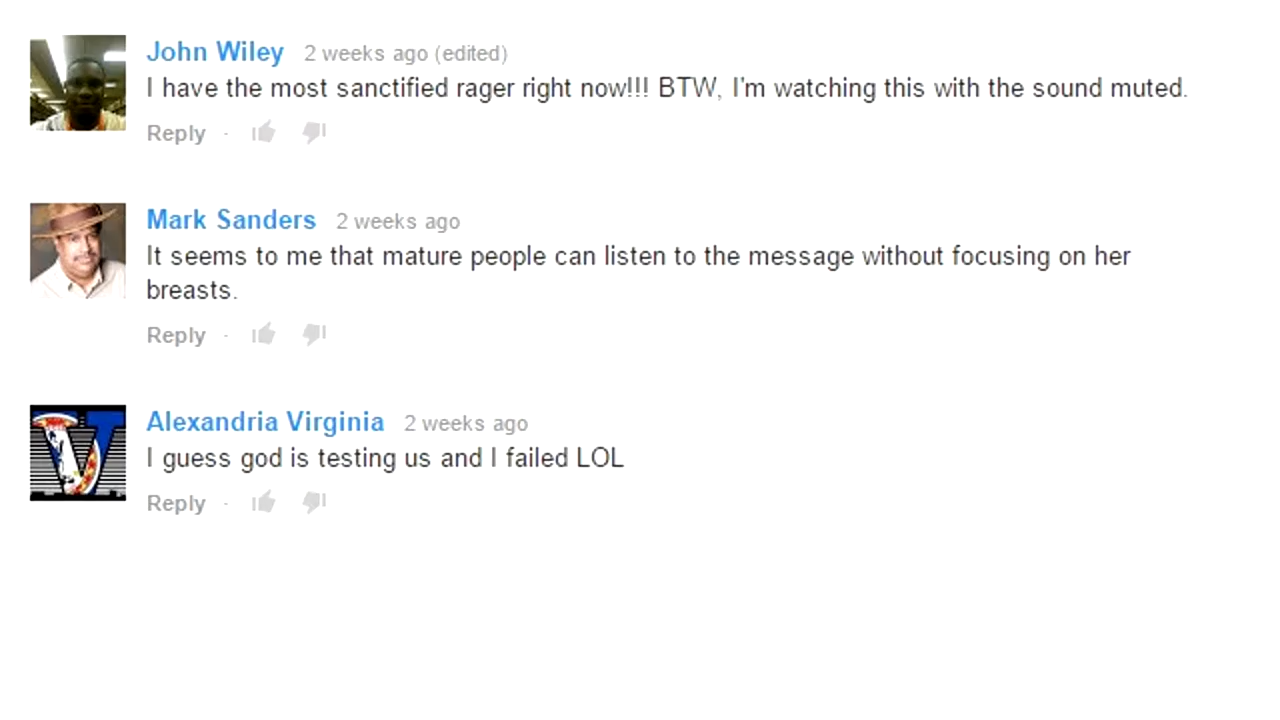 John Wiley 2 weeks ago (edited)
I have the most sanctified rager right now!!! BTW, I'm watching this with the sound muted.
Reply ·
Mark Sanders 2 weeks ago
It seems to me that mature people can listen to the message without focusing on her
breasts.
Reply ·
V
Alexandria Virginia 2 weeks ago
I guess god is testing us and I failed LOL
Reply ·